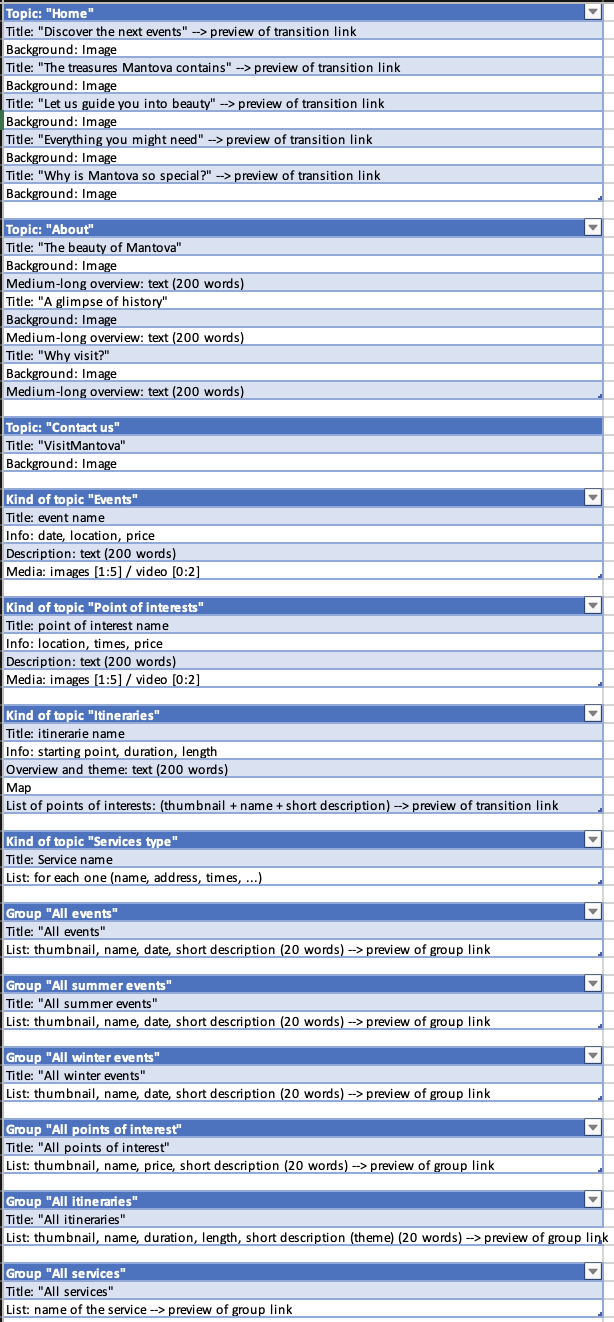 Topic: "Home"
Title: "Discover the next events" --> preview of transition link
Background: Image
Title: "The treasures Mantova contains" --> preview of transition link
Background: Image
Title: "Let us guide you into beauty" --> preview of transition link
Background: Image
Title: "Everything you might need" --> preview of transition link
Background: Image
Title: "Why is Mantova so special?" --> preview of transition link
Background: Image
Topic: "About"
Title: "The beauty of Mantova"
Background: Image
Medium-long overview: text (200 words)
Title: "A glimpse of history"
Background: Image
Medium-long overview: text (200 words)
Title: "Why visit?"
Background: Image
Medium-long overview: text (200 words)
Topic: "Contact us"
Title: "VisitMantova"
Background: Image
Kind of topic "Events"
Title: event name
Info: date, location, price
Description: text (200 words)
Media: images [1:5] / video [0:2]
Kind of topic "Point of interests"
Title: point of interest name
Info: location, times, price
Description: text (200 words)
Media: images [1:5] / video [0:2]
Kind of topic "Itineraries"
Title: itinerarie name
Info: starting point, duration, length
Overview and theme: text (200 words)
Map
List of points of interests: (thumbnail + name + short description) --> preview of transition link
Kind of topic "Services type"
Title: Service name
List: for each one (name, address, times, ...)
Group "All events"
Title: "All events"
List: thumbnail, name, date, short description (20 words) --> preview of group link
Group "All summer events"
Title: "All summer events"
List: thumbnail, name, date, short description (20 words) --> preview of group link
Group "All winter events"
Title: "All winter events"
List: thumbnail, name, date, short description (20 words) --> preview of group link
Group "All points of interest"
Title: "All points of interest"
List: thumbnail, name, price, short description (20 words) --> preview of group link
Group "All itineraries"
Title: "All itineraries"
List: thumbnail, name, duration, length, short description (theme) (20 words) --> preview of group link
Group "All services"
Title: "All services"
List: name of the service --> preview of group link